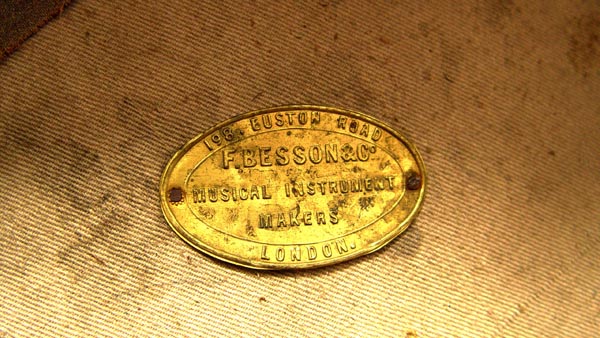 198, EUSTON ROAD
F. BESSON & Co.
MUSICAL INSTRUMENT
MAKERS
LONDON.